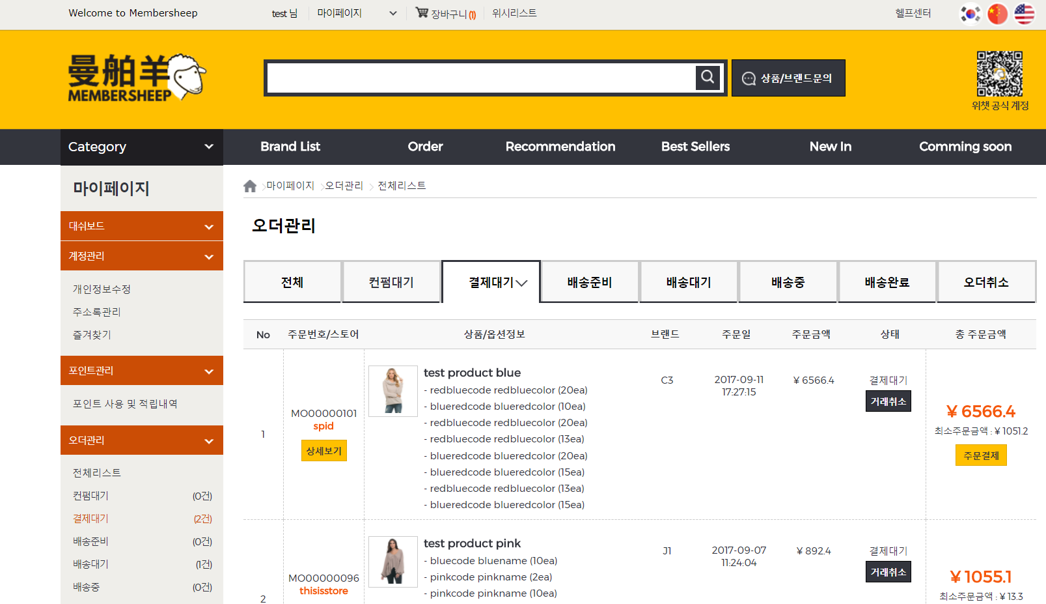 Welcome to Membersheep
test 님
마이페이지
장바구니(1)
위시리스트
헬프센터
曼舶羊
MEMBERSHEEP
상품/브랜드문의
위챗 공식 계정
Category
Brand List
Order
Recommendation
Best Sellers
New In
Comming soon
마이페이지
대쉬보드
계정관리
개인정보수정
주소록관리
즐겨찾기
포인트관리
포인트 사용 및 적립내역
오더관리
전체리스트
컨펌대기 (0건)
결제대기 (2건)
배송준비 (0건)
배송대기 (1건)
배송중 (0건)
마이페이지 오더관리 전체리스트
오더관리
전체 컨펌대기 결제대기 배송준비 배송대기 배송중 배송완료 오더취소
No 주문번호/스토어 상품/옵션정보 브랜드 주문일 주문금액 상태 총 주문금액
1
MO00000101
spid
상세보기
test product blue
- redbluecode redbluecolor (20ea)
- blueredcode blueredcolor (10ea)
- redbluecode redbluecolor (20ea)
- redbluecode redbluecolor (13ea)
- blueredcode blueredcolor (20ea)
- blueredcode blueredcolor (15ea)
- redbluecode redbluecolor (13ea)
- blueredcode blueredcolor (15ea)
C3
2017-09-11
17:27:15
¥ 6566.4
결제대기
거래취소
¥ 6566.4
최소주문금액 : ¥ 1051.2
주문결제
2
MO00000096
thisisstore
test product pink
- bluecode bluename (10ea)
- pinkcode pinkname (2ea)
- pinkcode pinkname (10ea)
J1
2017-09-07
11:24:04
¥ 892.4
결제대기
거래취소
¥ 1055.1
최소주문금액 : ¥ 13.3